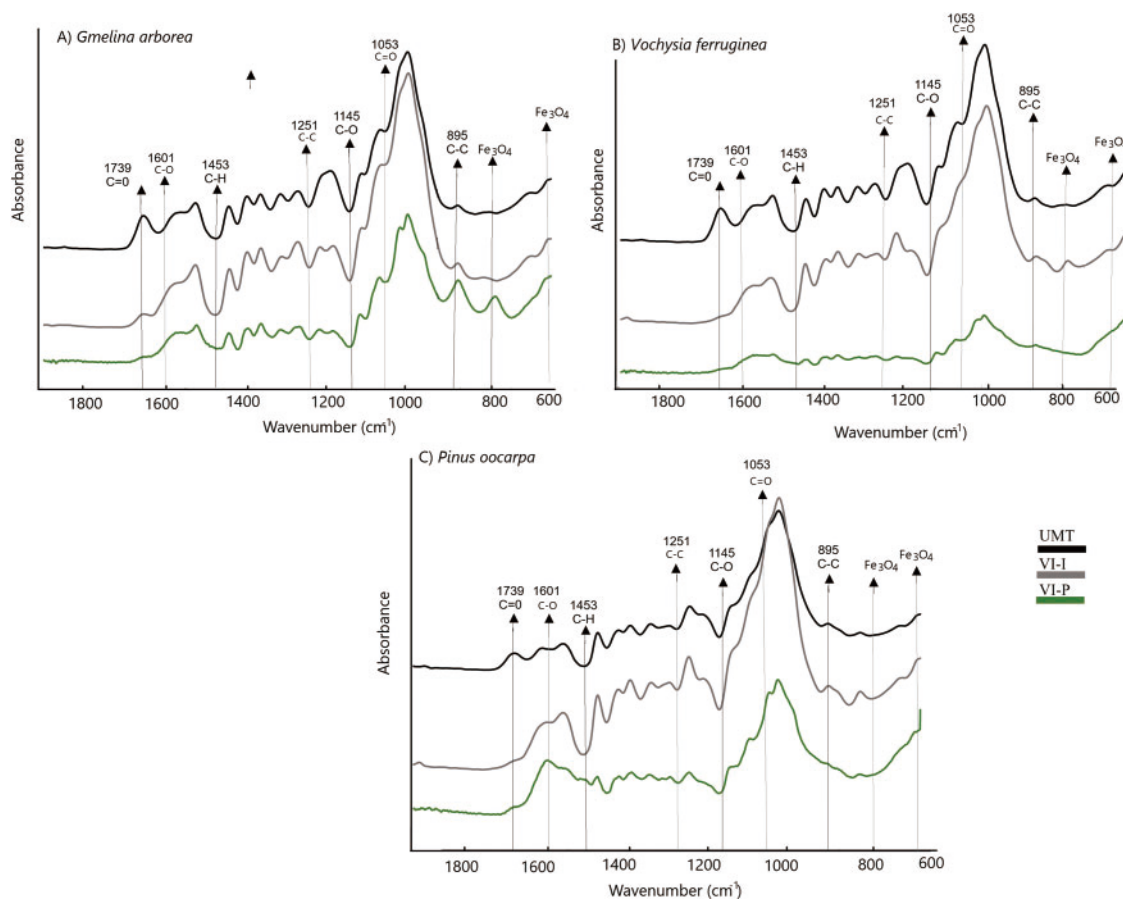 A) Gmelina arborea
1053
C=O
1145
C-O
1251
C-C
895
C-C
Fe₃O₄
Fe₃O₄
1739
C=0
1601
C-O
1453
C-H
Absorbance
1800
1600
1400
1200
1000
800
600
Wavenumber (cm⁻¹)
B) Vochysia ferruginea
1053
C=O
1145
C-O
1251
C-C
895
C-C
Fe₃O₄
Fe₃O
1739
C=0
1601
C-O
1453
C-H
Absorbance
1800
1600
1400
1200
1000
800
600
Wavenumber (cm⁻¹)
C) Pinus oocarpa
1053
C=O
1251
C-C
1145
C-O
895
C-C
Fe₃O₄
Fe₃O₄
1739
C=0
1601
C-O
1453
C-H
Absorbance
1800
1600
1400
1200
1000
800
600
Wavenumber (cm⁻¹)
UMT
VI-I
VI-P